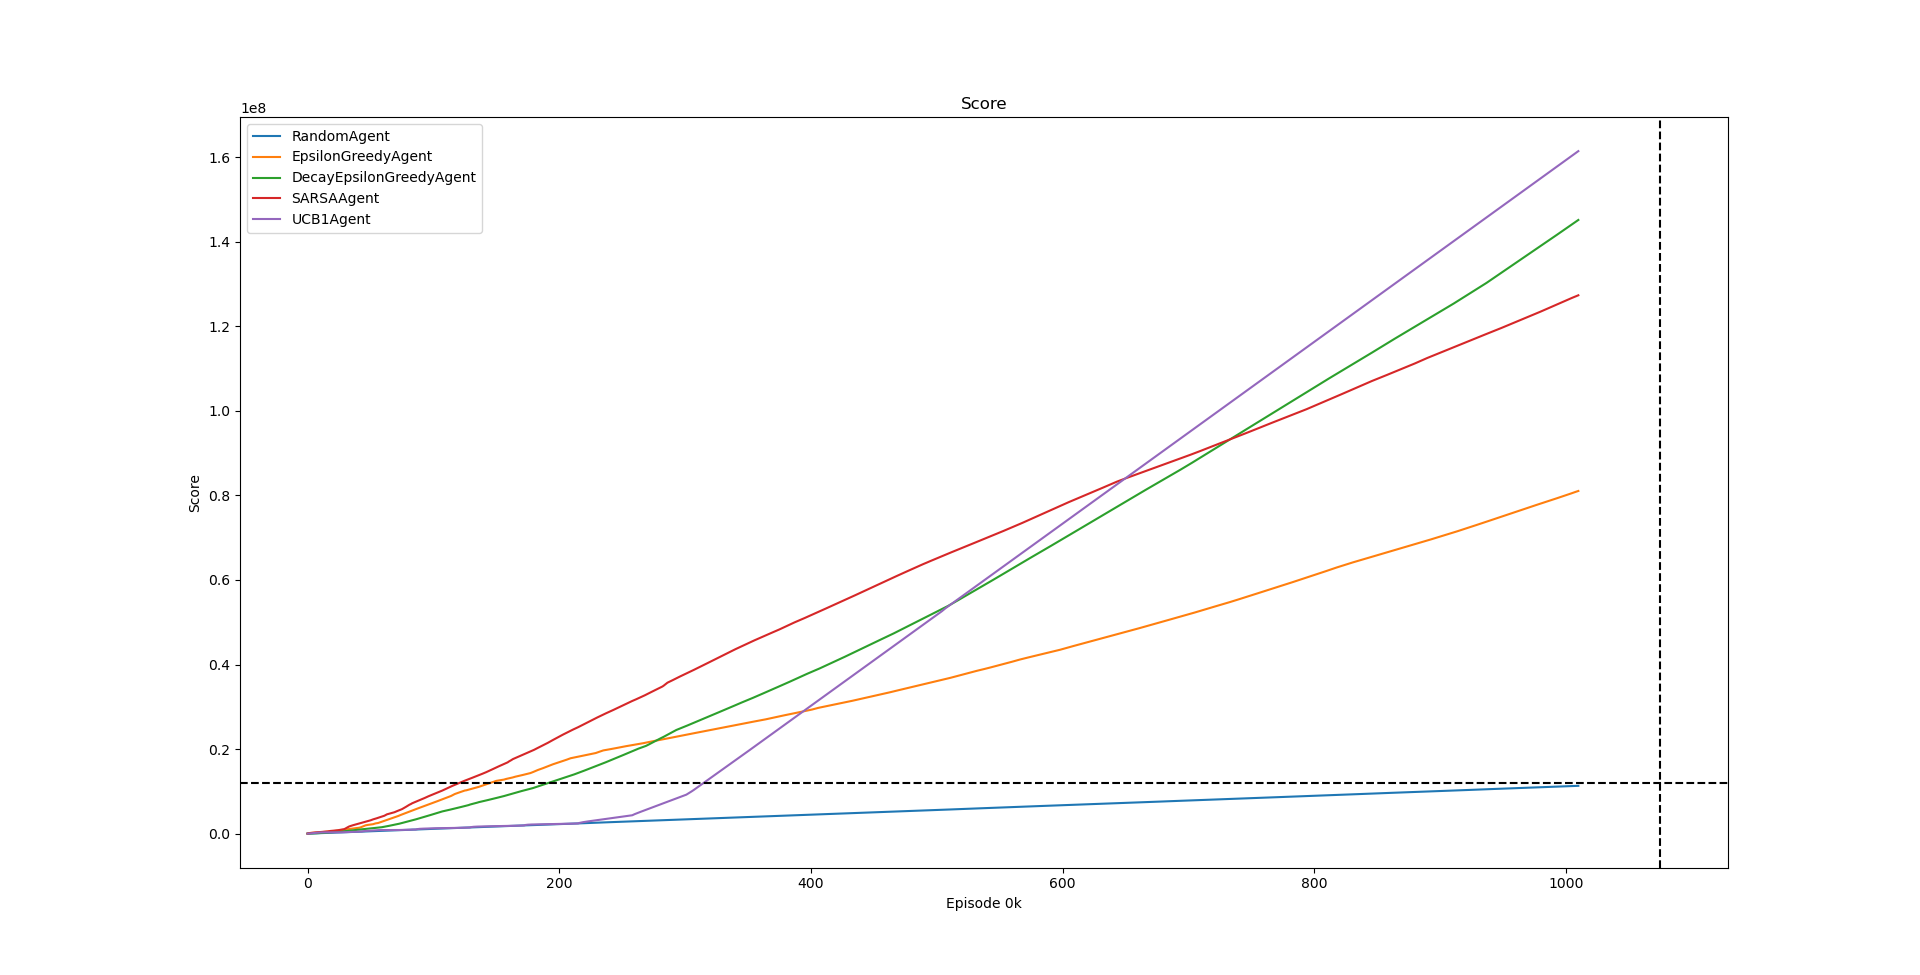 Score
1e8
RandomAgent
EpsilonGreedyAgent
DecayEpsilonGreedyAgent
SARSAAgent
UCB1Agent
1.6
1.4
1.2
1.0
0.8
0.6
0.4
0.2
0.0
Score
0 200 400 600 800 1000
Episode 0k